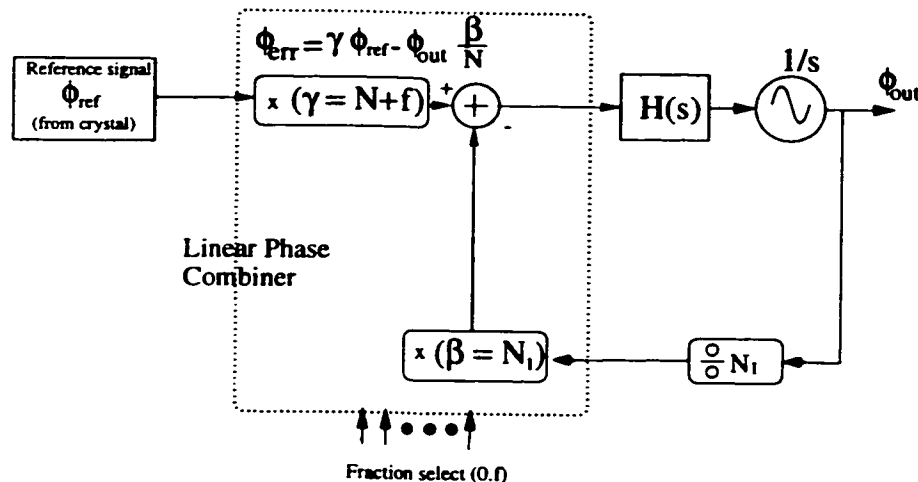 ϕerr = γ ϕref - ϕout β/N
Reference signal
ϕref
(from crystal)
x (γ = N+f)
+
+
-
H(s)
1/s
ϕout
Linear Phase
Combiner
x (β = N₁)
÷ N₁
Fraction select (0.f)